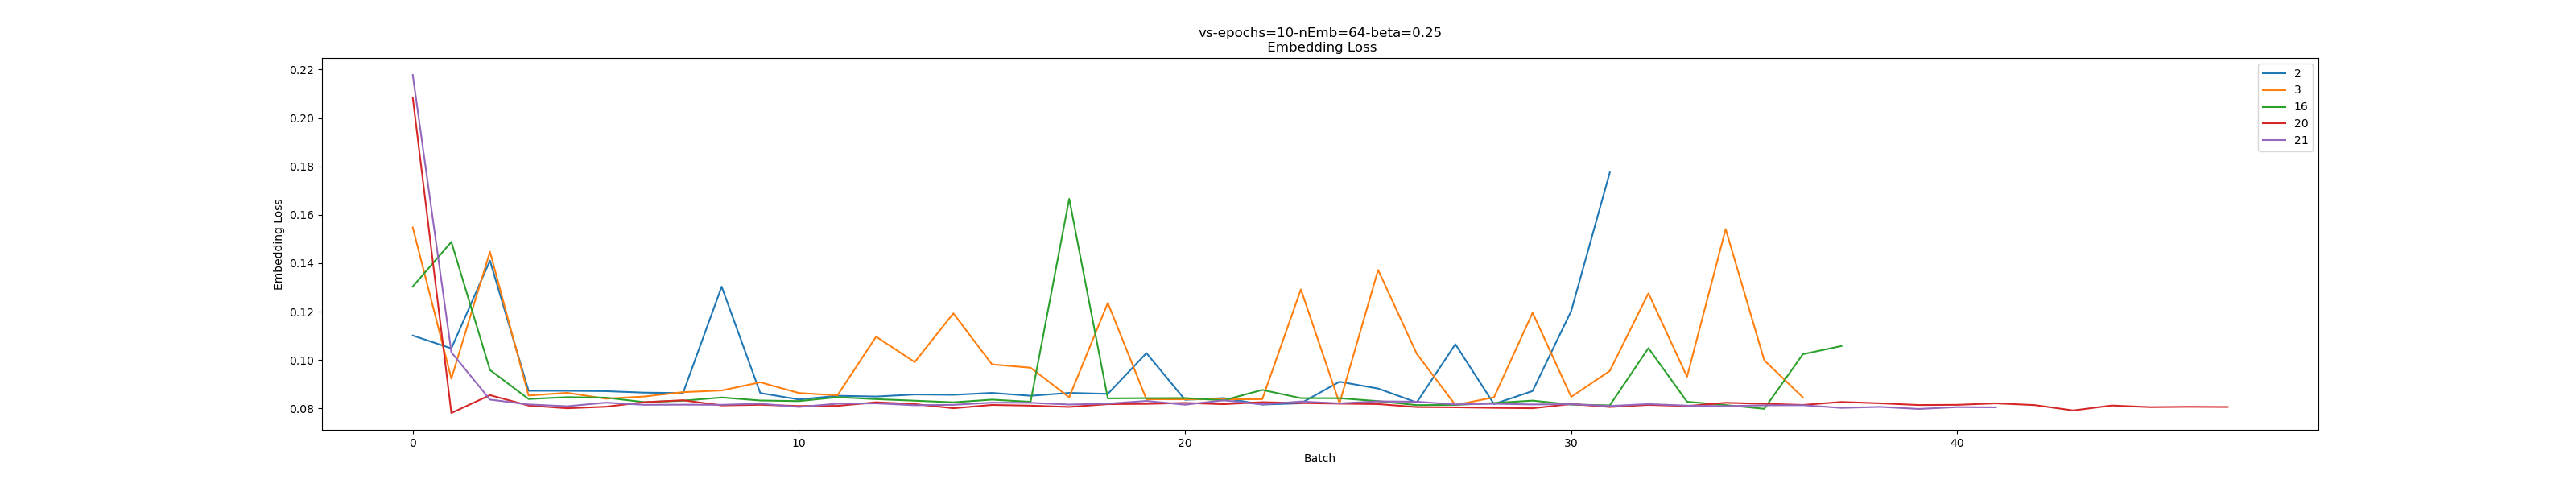 vs-epochs=10-nEmb=64-beta=0.25
Embedding Loss
0.22
0.20
0.18
0.16
0.14
0.12
0.10
0.08
Embedding Loss
2
3
16
20
21
0 10 20 30 40
Batch